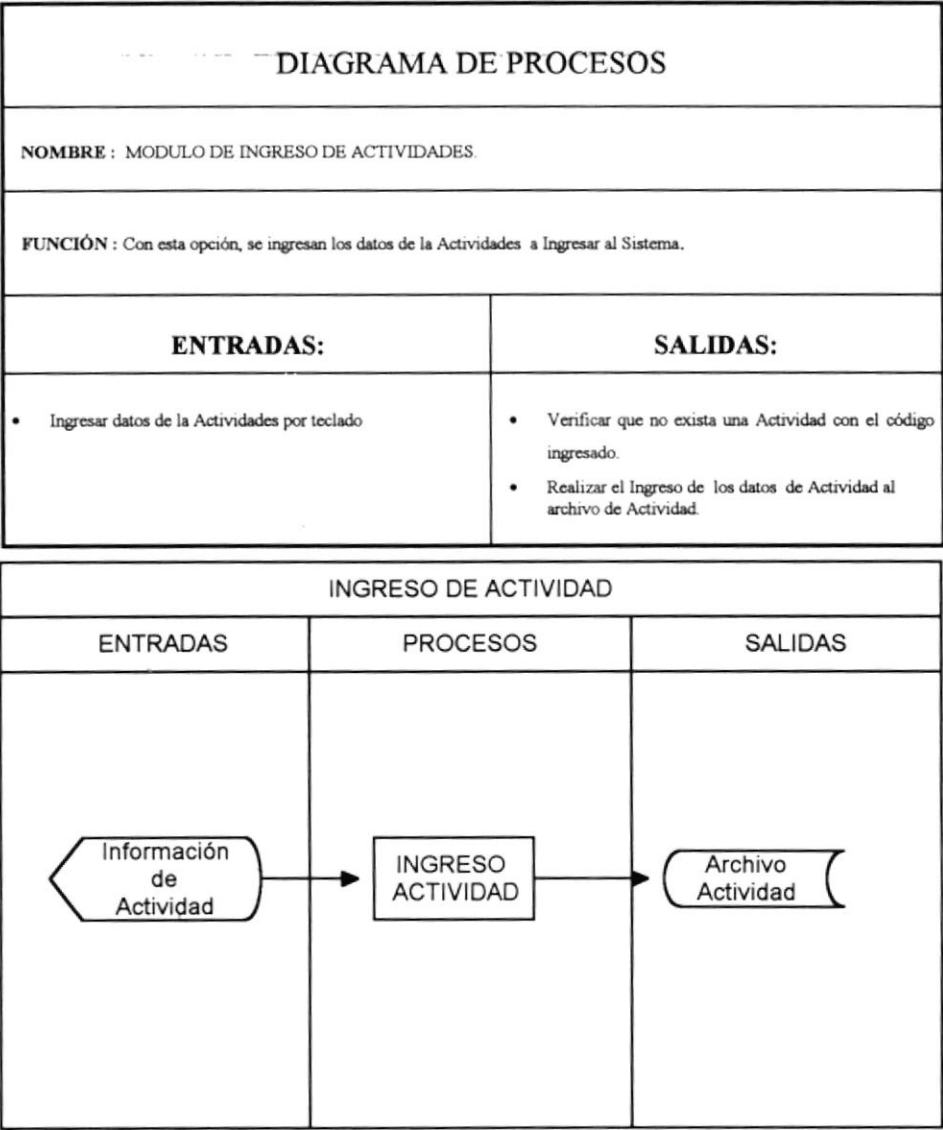 DIAGRAMA DE PROCESOS
NOMBRE : MODULO DE INGRESO DE ACTIVIDADES.
FUNCIÓN : Con esta opción, se ingresan los datos de la Actividades a Ingresar al Sistema.
ENTRADAS:
SALIDAS:
• Ingresar datos de la Actividades por teclado
• Verificar que no exista una Actividad con el código
ingresado.
• Realizar el Ingreso de los datos de Actividad al
archivo de Actividad.
INGRESO DE ACTIVIDAD
ENTRADAS
PROCESOS
SALIDAS
Información
de
Actividad
INGRESO
ACTIVIDAD
Archivo
Actividad